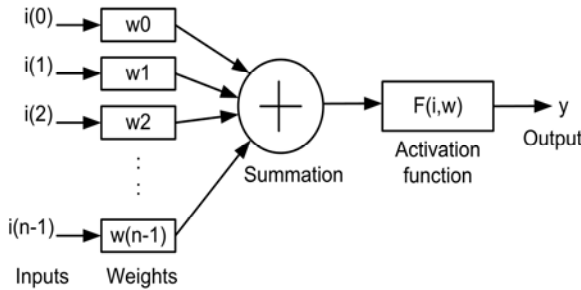 i(0)
w0
i(1)
w1
i(2)
w2
:
:
i(n-1)
w(n-1)
Inputs
Weights
+
Summation
F(i,w)
Activation
function
y
Output